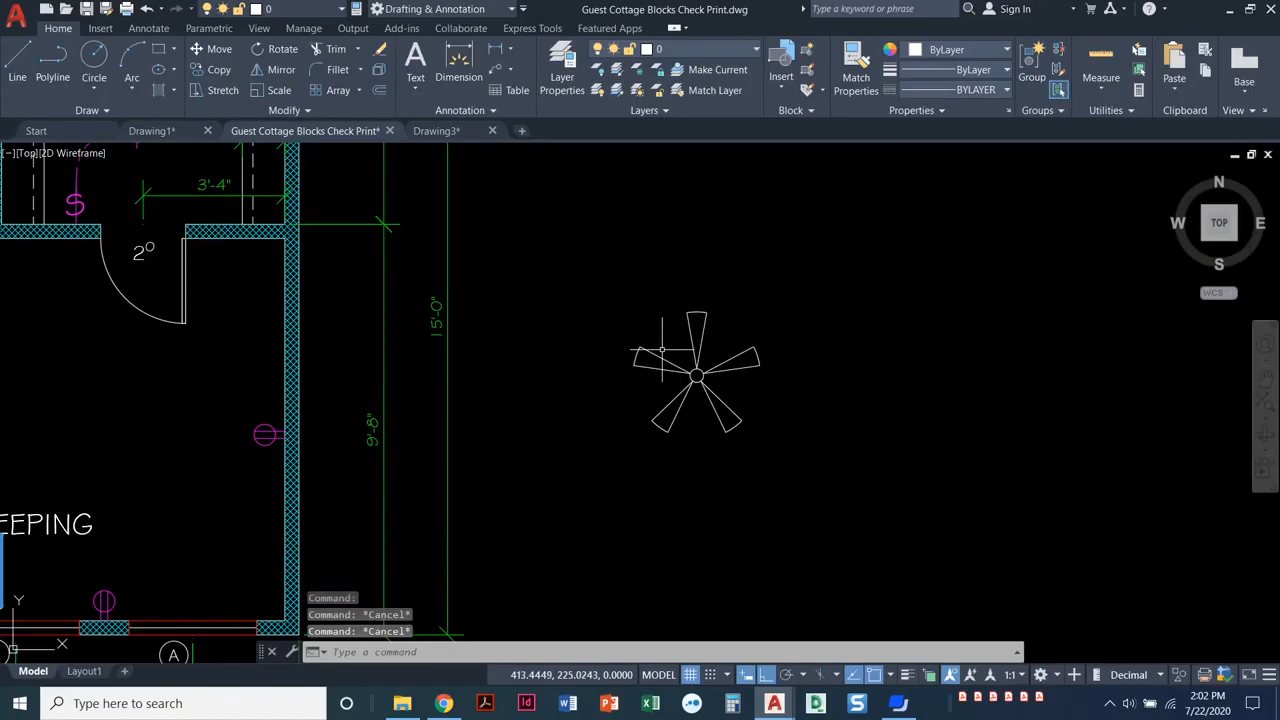 0
Drafting & Annotation
Guest Cottage Blocks Check Print.dwg
Type a keyword or phrase
Sign In
Home
Insert
Annotate
Parametric
View
Manage
Output
Add-ins
Collaborate
Express Tools
Featured Apps
Line
Polyline
Circle
Arc
Move
Rotate
Trim
Copy
Mirror
Fillet
Stretch
Scale
Array
Text
Dimension
Table
Layer
Properties
0
Make Current
Match Layer
Insert
Match
Properties
ByLayer
ByLayer
BYLAYER
Group
Measure
Paste
Base
Draw
Modify
Annotation
Layers
Block
Properties
Groups
Utilities
Clipboard
View
Start
Drawing1*
Guest Cottage Blocks Check Print*
Drawing3*
[−][Top][2D Wireframe]
3'-4"
$
2⁰
15'-0"
9'-8"
EEPING
A
N
W
TOP
E
S
WCS
Y
X
Command:
Command: *Cancel*
Command: *Cancel*
Type a command
Model
Layout1
413.4449, 225.0243, 0.0000
MODEL
1:1
Decimal
Type here to search
2:02 PM
7/22/2020